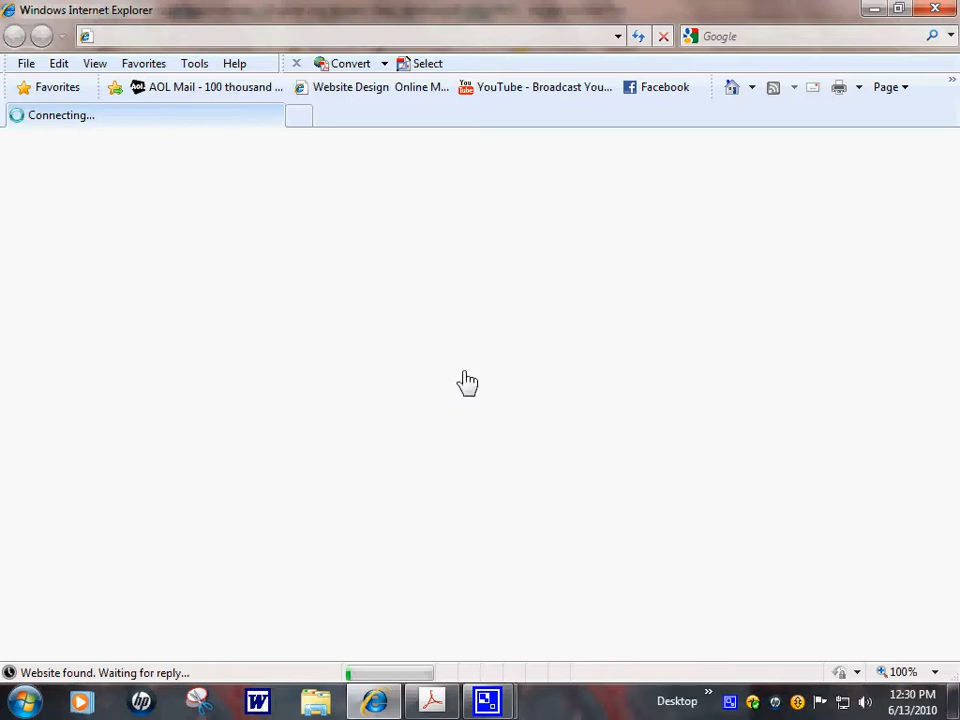 Windows Internet Explorer
Google
File Edit View Favorites Tools Help Convert Select
Favorites AOL Mail - 100 thousand ... Website Design Online M... YouTube - Broadcast You... Facebook Page
Connecting...
Website found. Waiting for reply... 100%
Desktop 12:30 PM
6/13/2010